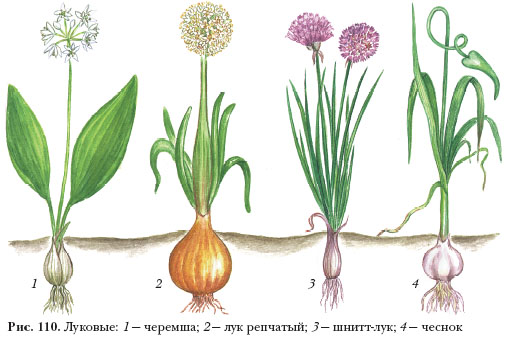 1 2 3 4
Рис. 110. Луковые: 1 — черемша; 2 — лук репчатый; 3 — шнитт-лук; 4 — чеснок